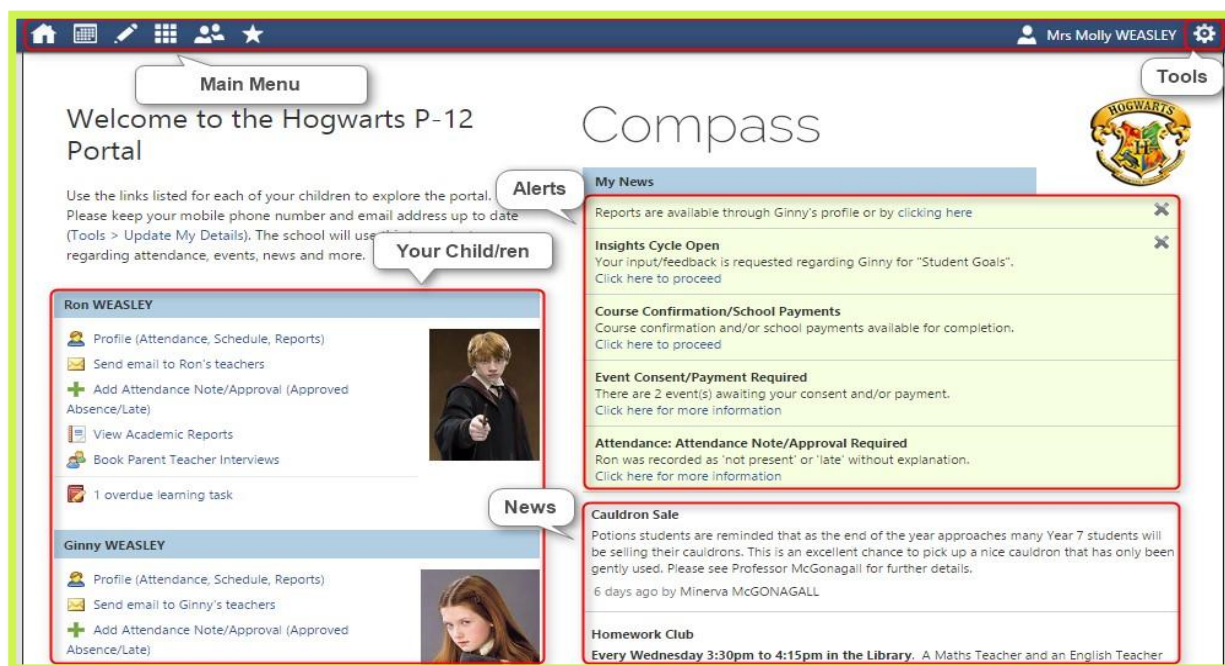 Mrs Molly WEASLEY
Main Menu
Tools
Welcome to the Hogwarts P-12
Portal
Use the links listed for each of your children to explore the portal.
Please keep your mobile phone number and email address up to date
(Tools > Update My Details). The school will use
regarding attendance, events, news and more.
Your Child/ren
Ron WEASLEY
Profile (Attendance, Schedule, Reports)
Send email to Ron's teachers
Add Attendance Note/Approval (Approved
Absence/Late)
View Academic Reports
Book Parent Teacher Interviews
1 overdue learning task
Ginny WEASLEY
Profile (Attendance, Schedule, Reports)
Send email to Ginny's teachers
Add Attendance Note/Approval (Approved
Absence/Late)
Compass
HOGWARTS
H
Alerts
My News
Reports are available through Ginny's profile or by clicking here
Insights Cycle Open
Your input/feedback is requested regarding Ginny for "Student Goals".
Click here to proceed
Course Confirmation/School Payments
Course confirmation and/or school payments available for completion.
Click here to proceed
Event Consent/Payment Required
There are 2 event(s) awaiting your consent and/or payment.
Click here for more information
Attendance: Attendance Note/Approval Required
Ron was recorded as 'not present' or 'late' without explanation.
Click here for more information
News
Cauldron Sale
Potions students are reminded that as the end of the year approaches many Year 7 students will
be selling their cauldrons. This is an excellent chance to pick up a nice cauldron that has only been
gently used. Please see Professor McGonagall for further details.
6 days ago by Minerva McGONAGALL
Homework Club
Every Wednesday 3:30pm to 4:15pm in the Library. A Maths Teacher and an English Teacher